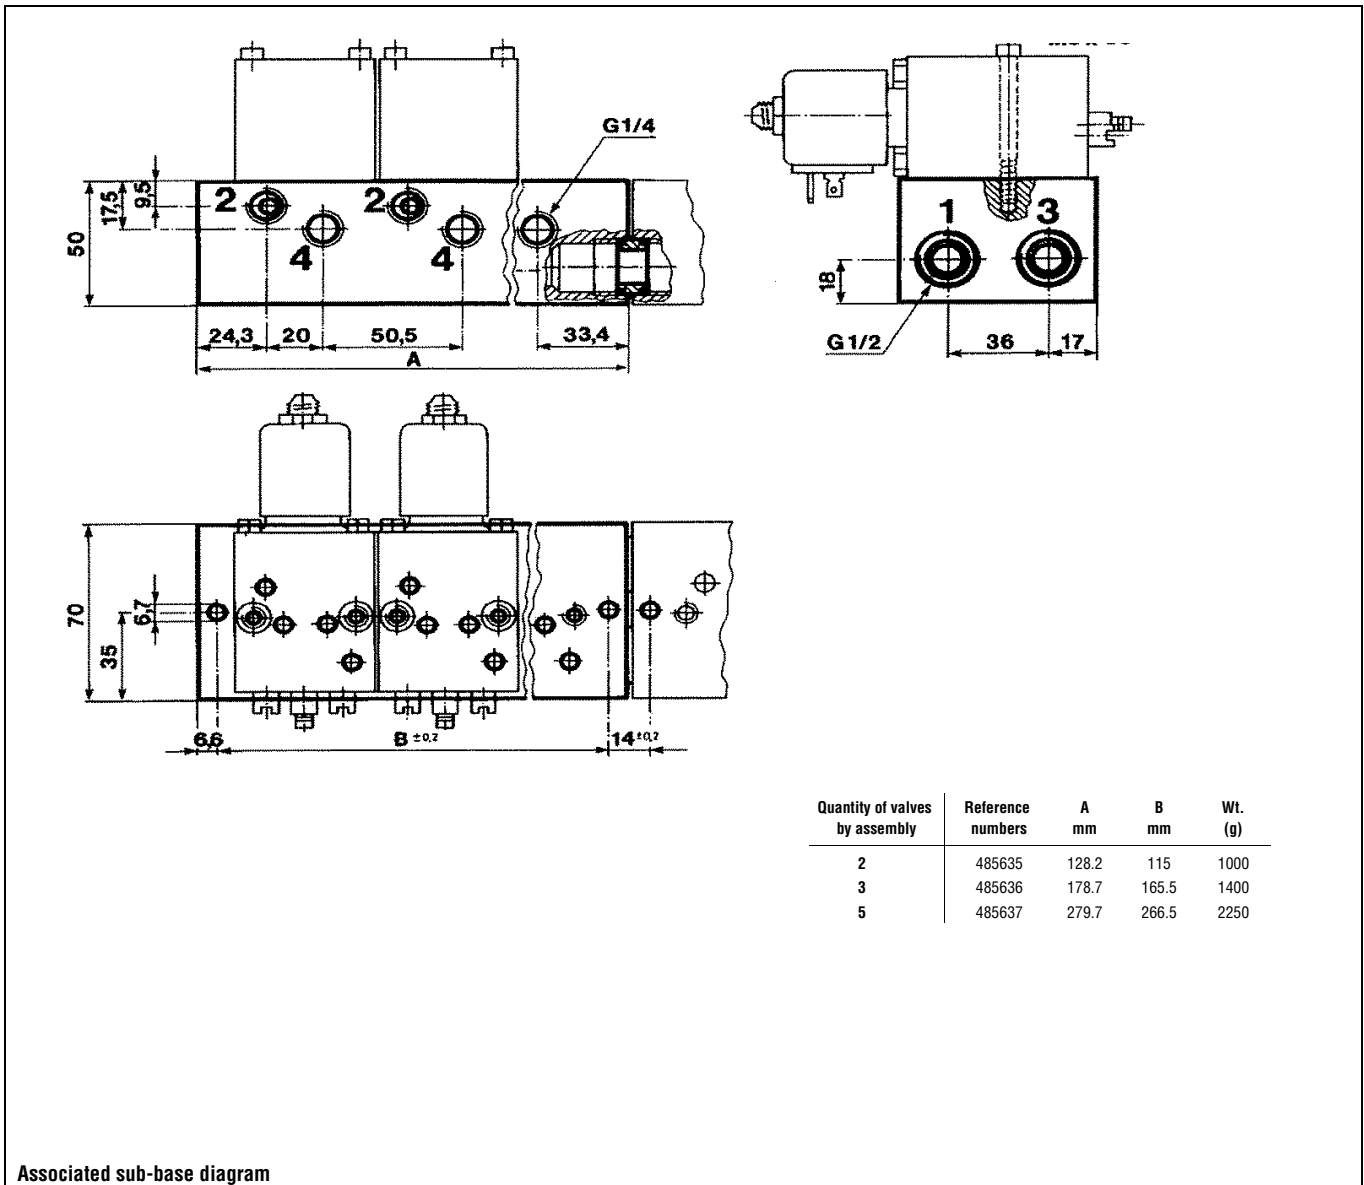 G1/4
9,5
17,5
50
2
2
4
4
24,3
20
50,5
33,4
A
1
3
18
G1/2
36
17
70
6,7
35
6,6
B ±0,2
14 ±0,2
Quantity of valves by assembly
Reference numbers
A mm
B mm
Wt. (g)
2 485635 128.2 115 1000
3 485636 178.7 165.5 1400
5 485637 279.7 266.5 2250
Associated sub-base diagram